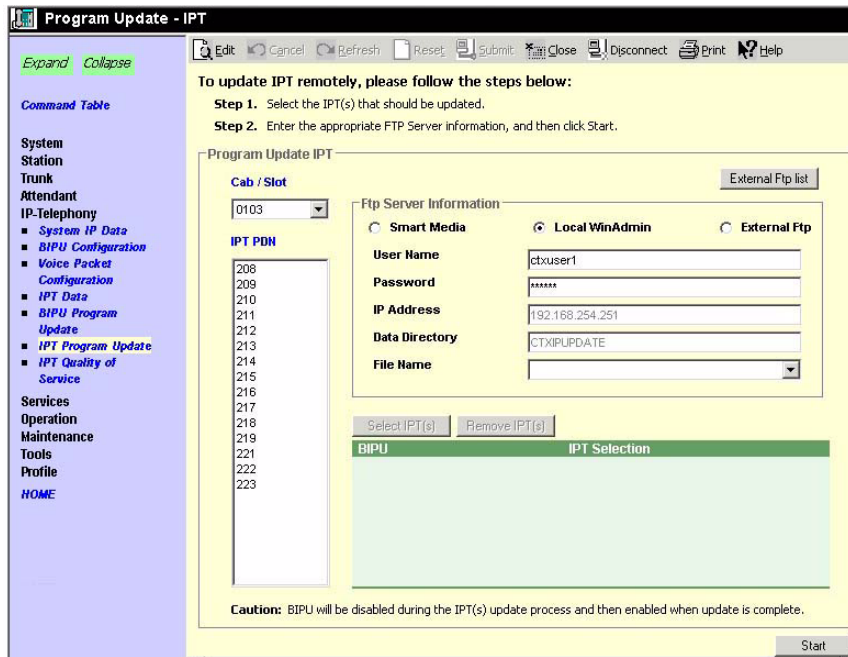 Program Update - IPT
Edit Cancel Refresh Reset Submit Close Disconnect Print Help
Expand Collapse
Command Table
System
Station
Trunk
Attendant
IP-Telephony
System IP Data
BIPU Configuration
Voice Packet
Configuration
IPT Data
BIPU Program
Update
IPT Program Update
IPT Quality of
Service
Services
Operation
Maintenance
Tools
Profile
HOME
To update IPT remotely, please follow the steps below:
Step 1. Select the IPT(s) that should be updated.
Step 2. Enter the appropriate FTP Server information, and then click Start.
Program Update IPT
External Ftp list
Cab / Slot
0103
IPT PDN
208
209
210
211
212
213
214
215
216
217
218
219
221
222
223
Ftp Server Information
Smart Media Local WinAdmin External Ftp
User Name ctxuser1
Password ******
IP Address 192.168.254.251
Data Directory CTXIPUPDATE
File Name
Select IPT(s) Remove IPT(s)
BIPU IPT Selection
Caution: BIPU will be disabled during the IPT(s) update process and then enabled when update is complete.
Start